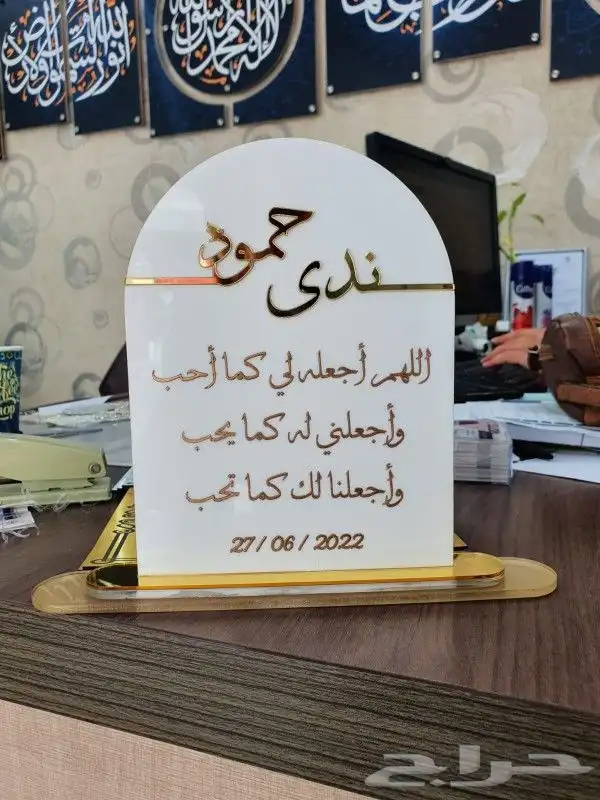 حمود
ندى
اللهم أجعله لي كما أحب
وأجعلني له كما يحب
وأجعلنا لك كما تحب
27/06/2022
حراج